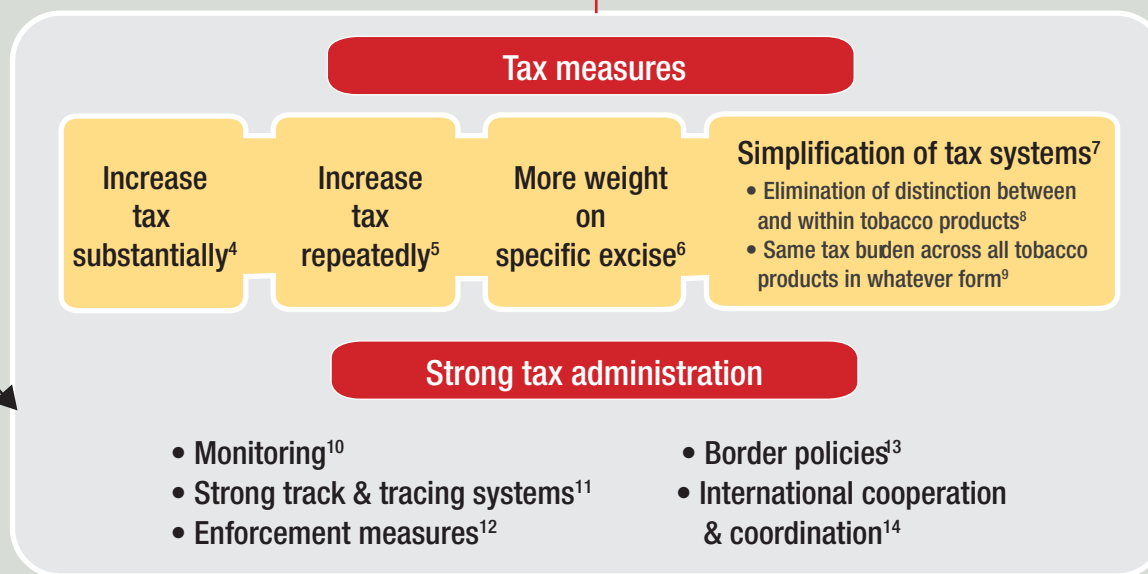 Tax measures
Increase
tax
substantially⁴
Increase
tax
repeatedly⁵
More weight
on
specific excise⁶
Simplification of tax systems⁷
• Elimination of distinction between
and within tobacco products⁸
• Same tax burden across all tobacco
products in whatever form⁹
Strong tax administration
• Monitoring¹⁰
• Strong track & tracing systems¹¹
• Enforcement measures¹²
• Border policies¹³
• International cooperation
& coordination¹⁴